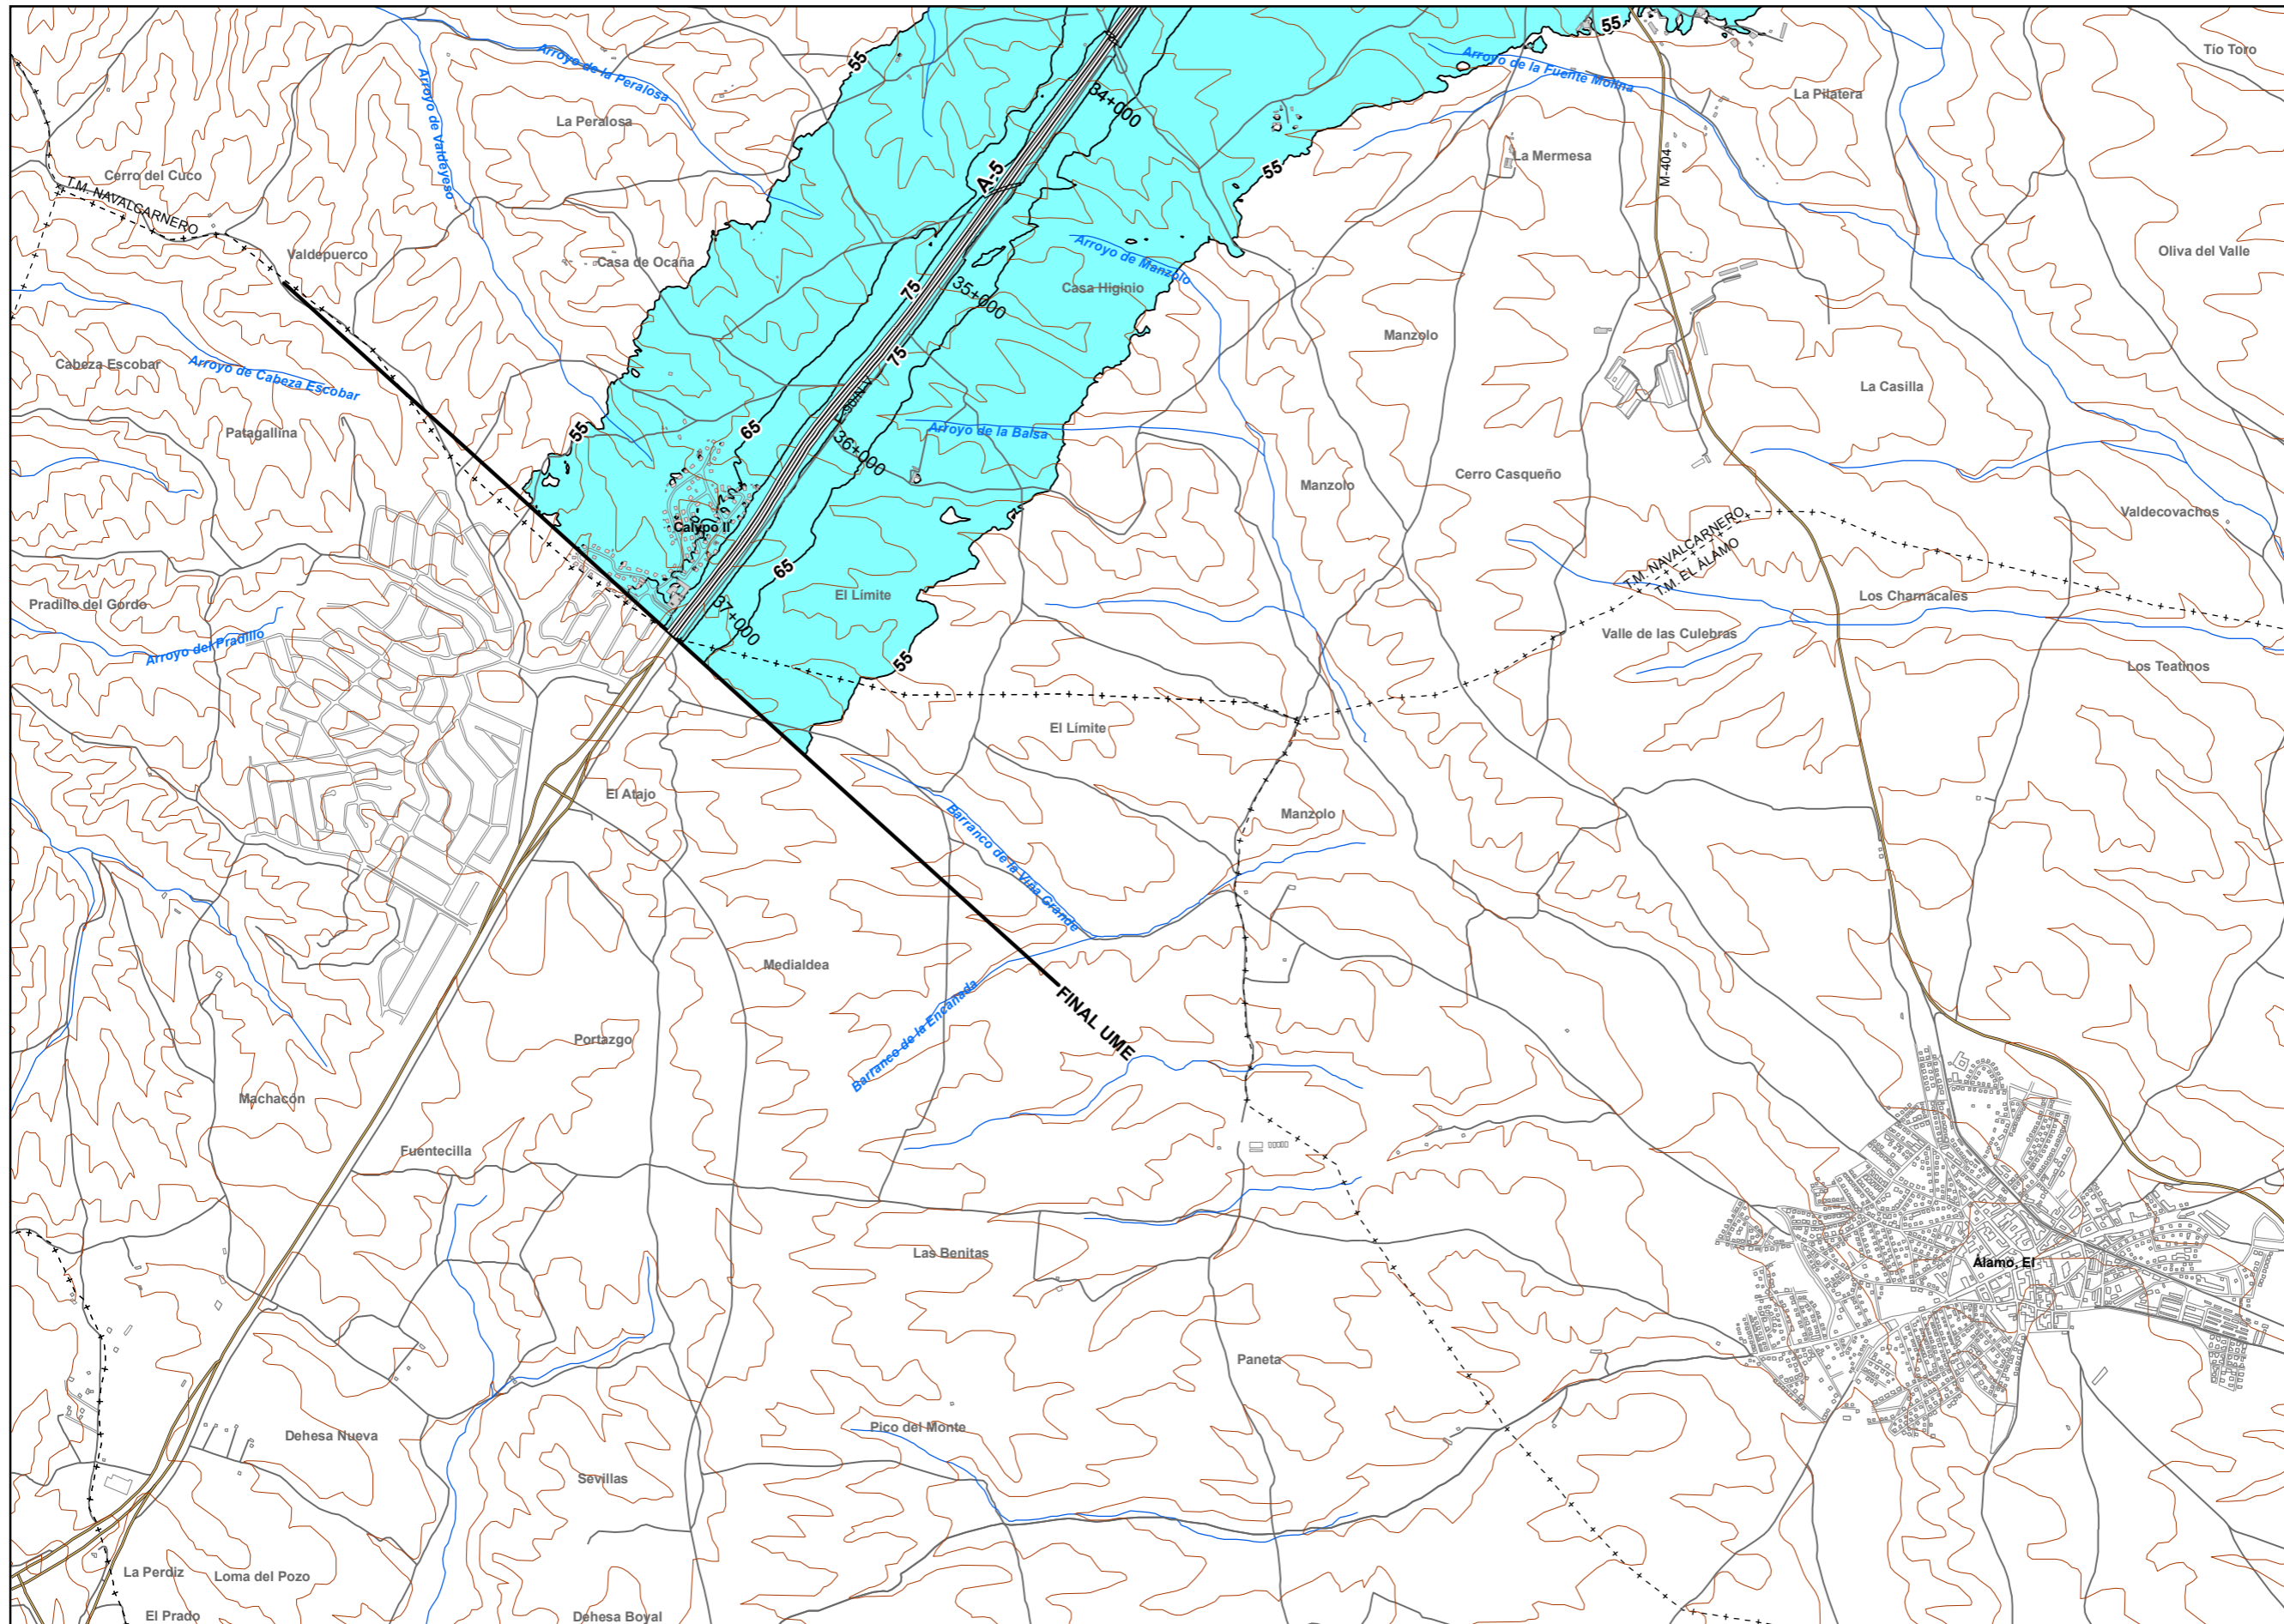 55
55
Tío Toro
Arroyo de la Peralosa
Arroyo de la Fuente Molina
Arroyo de Valdeyeso
34+000
La Pilatera
La Peralosa
La Mermesa
M-404
55
Cerro del Cuco
A-5
T.M. NAVALCARNERO
Valdepuerco
Casa de Ocaña
Arroyo de Manzolo
Oliva del Valle
75
35+000
Casa Higinio
Manzolo
Cabeza Escobar
Arroyo de Cabeza Escobar
75
La Casilla
Patagallina
55
65
36+000
Arroyo de la Balsa
Cerro Casqueño
Manzolo
Calypo II
Valdecovachos
T.M. NAVALCARNERO
T.M. EL ÁLAMO
65
El Límite
Los Charnacales
Pradillo del Gordo
37+000
Arroyo del Pradillo
Valle de las Culebras
55
Los Teatinos
El Límite
El Atajo
Manzolo
Barranco de la Viña Grande
Medialdea
Barranco de la Encañada
FINAL UME
Portazgo
Machacón
Fuentecilla
Las Benitas
Álamo, El
Paneta
Pico del Monte
Dehesa Nueva
Sevillas
La Perdiz
Loma del Pozo
El Prado
Dehesa Boyal